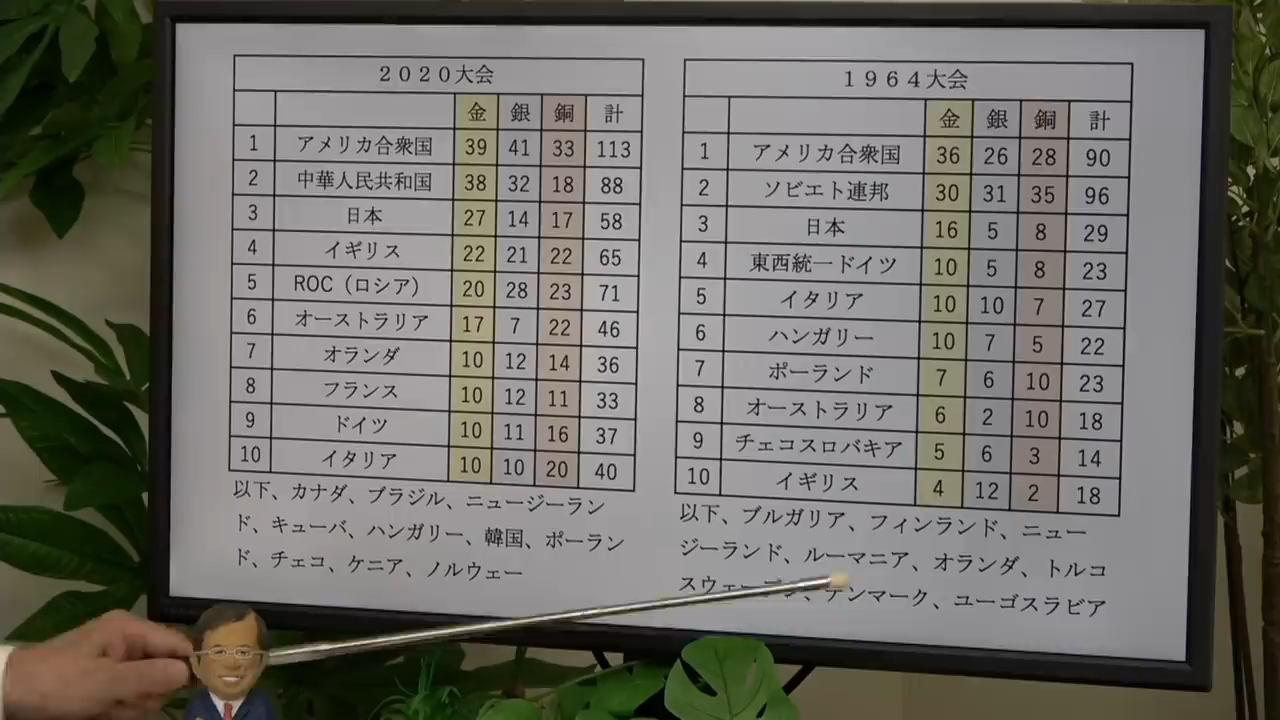 ２０２０大会
金 銀 銅 計
1 アメリカ合衆国 39 41 33 113
2 中華人民共和国 38 32 18 88
3 日本 27 14 17 58
4 イギリス 22 21 22 65
5 ROC（ロシア） 20 28 23 71
6 オーストラリア 17 7 22 46
7 オランダ 10 12 14 36
8 フランス 10 12 11 33
9 ドイツ 10 11 16 37
10 イタリア 10 10 20 40
以下、カナダ、ブラジル、ニュージーラン
ド、キューバ、ハンガリー、韓国、ポーラン
ド、チェコ、ケニア、ノルウェー
１９６４大会
金 銀 銅 計
1 アメリカ合衆国 36 26 28 90
2 ソビエト連邦 30 31 35 96
3 日本 16 5 8 29
4 東西統一ドイツ 10 5 8 23
5 イタリア 10 10 7 27
6 ハンガリー 10 7 5 22
7 ポーランド 7 6 10 23
8 オーストラリア 6 2 10 18
9 チェコスロバキア 5 6 3 14
10 イギリス 4 12 2 18
以下、ブルガリア、フィンランド、ニュー
ジーランド、ルーマニア、オランダ、トルコ
スウェーデン、デンマーク、ユーゴスラビア